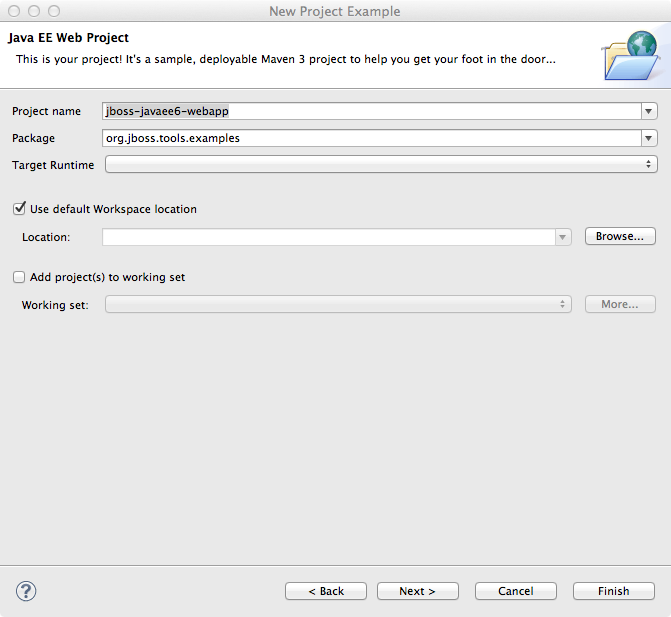 New Project Example
Java EE Web Project
This is your project! It's a sample, deployable Maven 3 project to help you get your foot in the door...
Project name jboss-javaee6-webapp
Package org.jboss.tools.examples
Target Runtime
Use default Workspace location
Location: Browse...
Add project(s) to working set
Working set: More...
? < Back Next > Cancel Finish